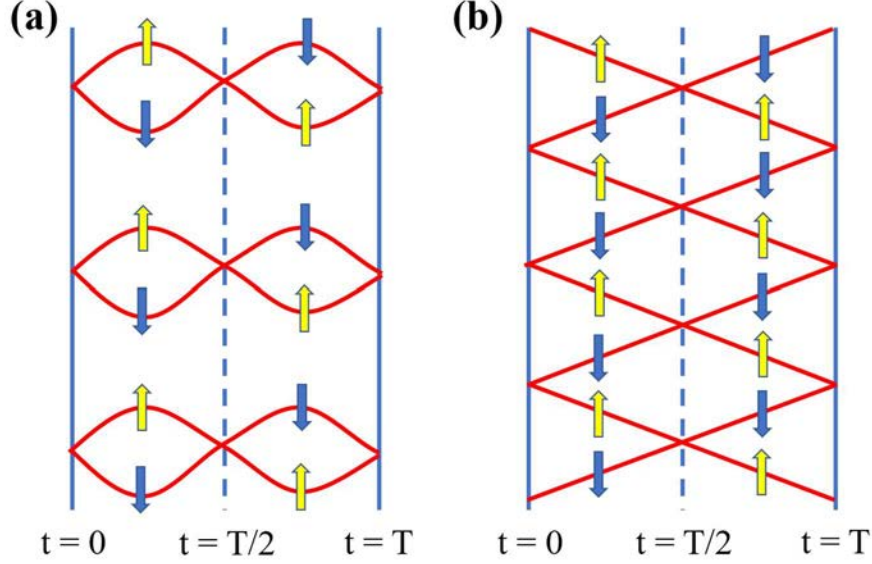 (a)
(b)
t = 0
t = T/2
t = T
t = 0
t = T/2
t = T